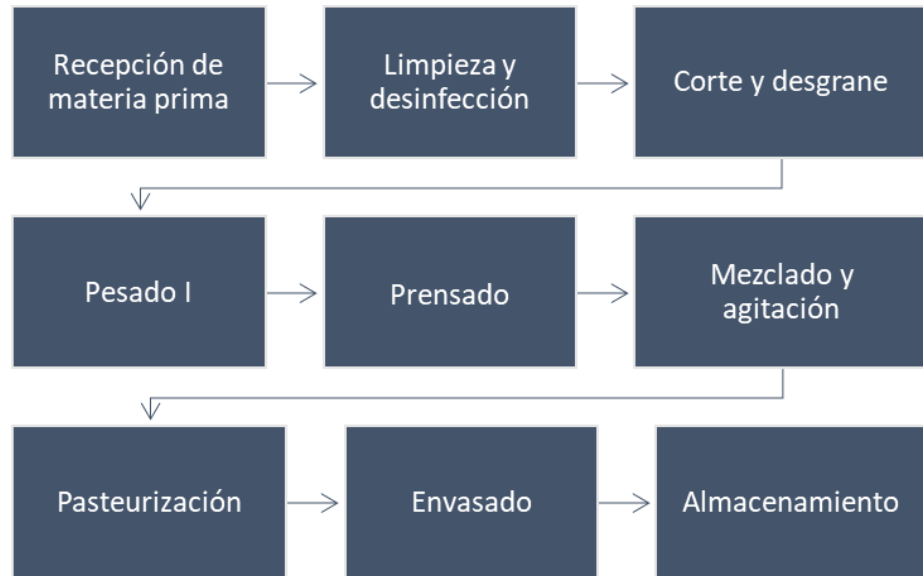 Recepción de
materia prima
Limpieza y
desinfección
Corte y desgrane
Pesado I
Prensado
Mezclado y
agitación
Pasteurización
Envasado
Almacenamiento